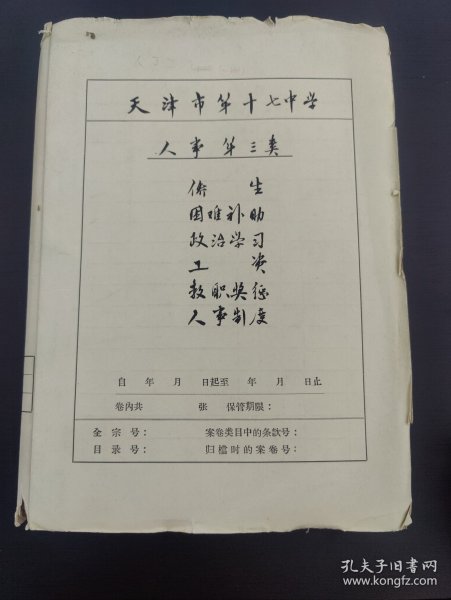 天津市第十七中学
人事 第三类
俦生
困难补助
政治学习
工资
教职奖惩
人事制度
自 年 月 日起至 年 月 日止
卷內共 张 保管期限：
全宗号： 案卷类目中的条款号：
目录号： 归檔时的案卷号：
孔夫子旧书网
www.kongfz.com